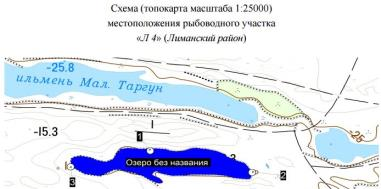 Схема (топокарта масштаба 1:25000)
местоположения рыбоводного участка
«Л 4» (Лиманский район)
-25.8
ильмень Мал. Таргун
-15.3
1
Озеро без названия
2
3